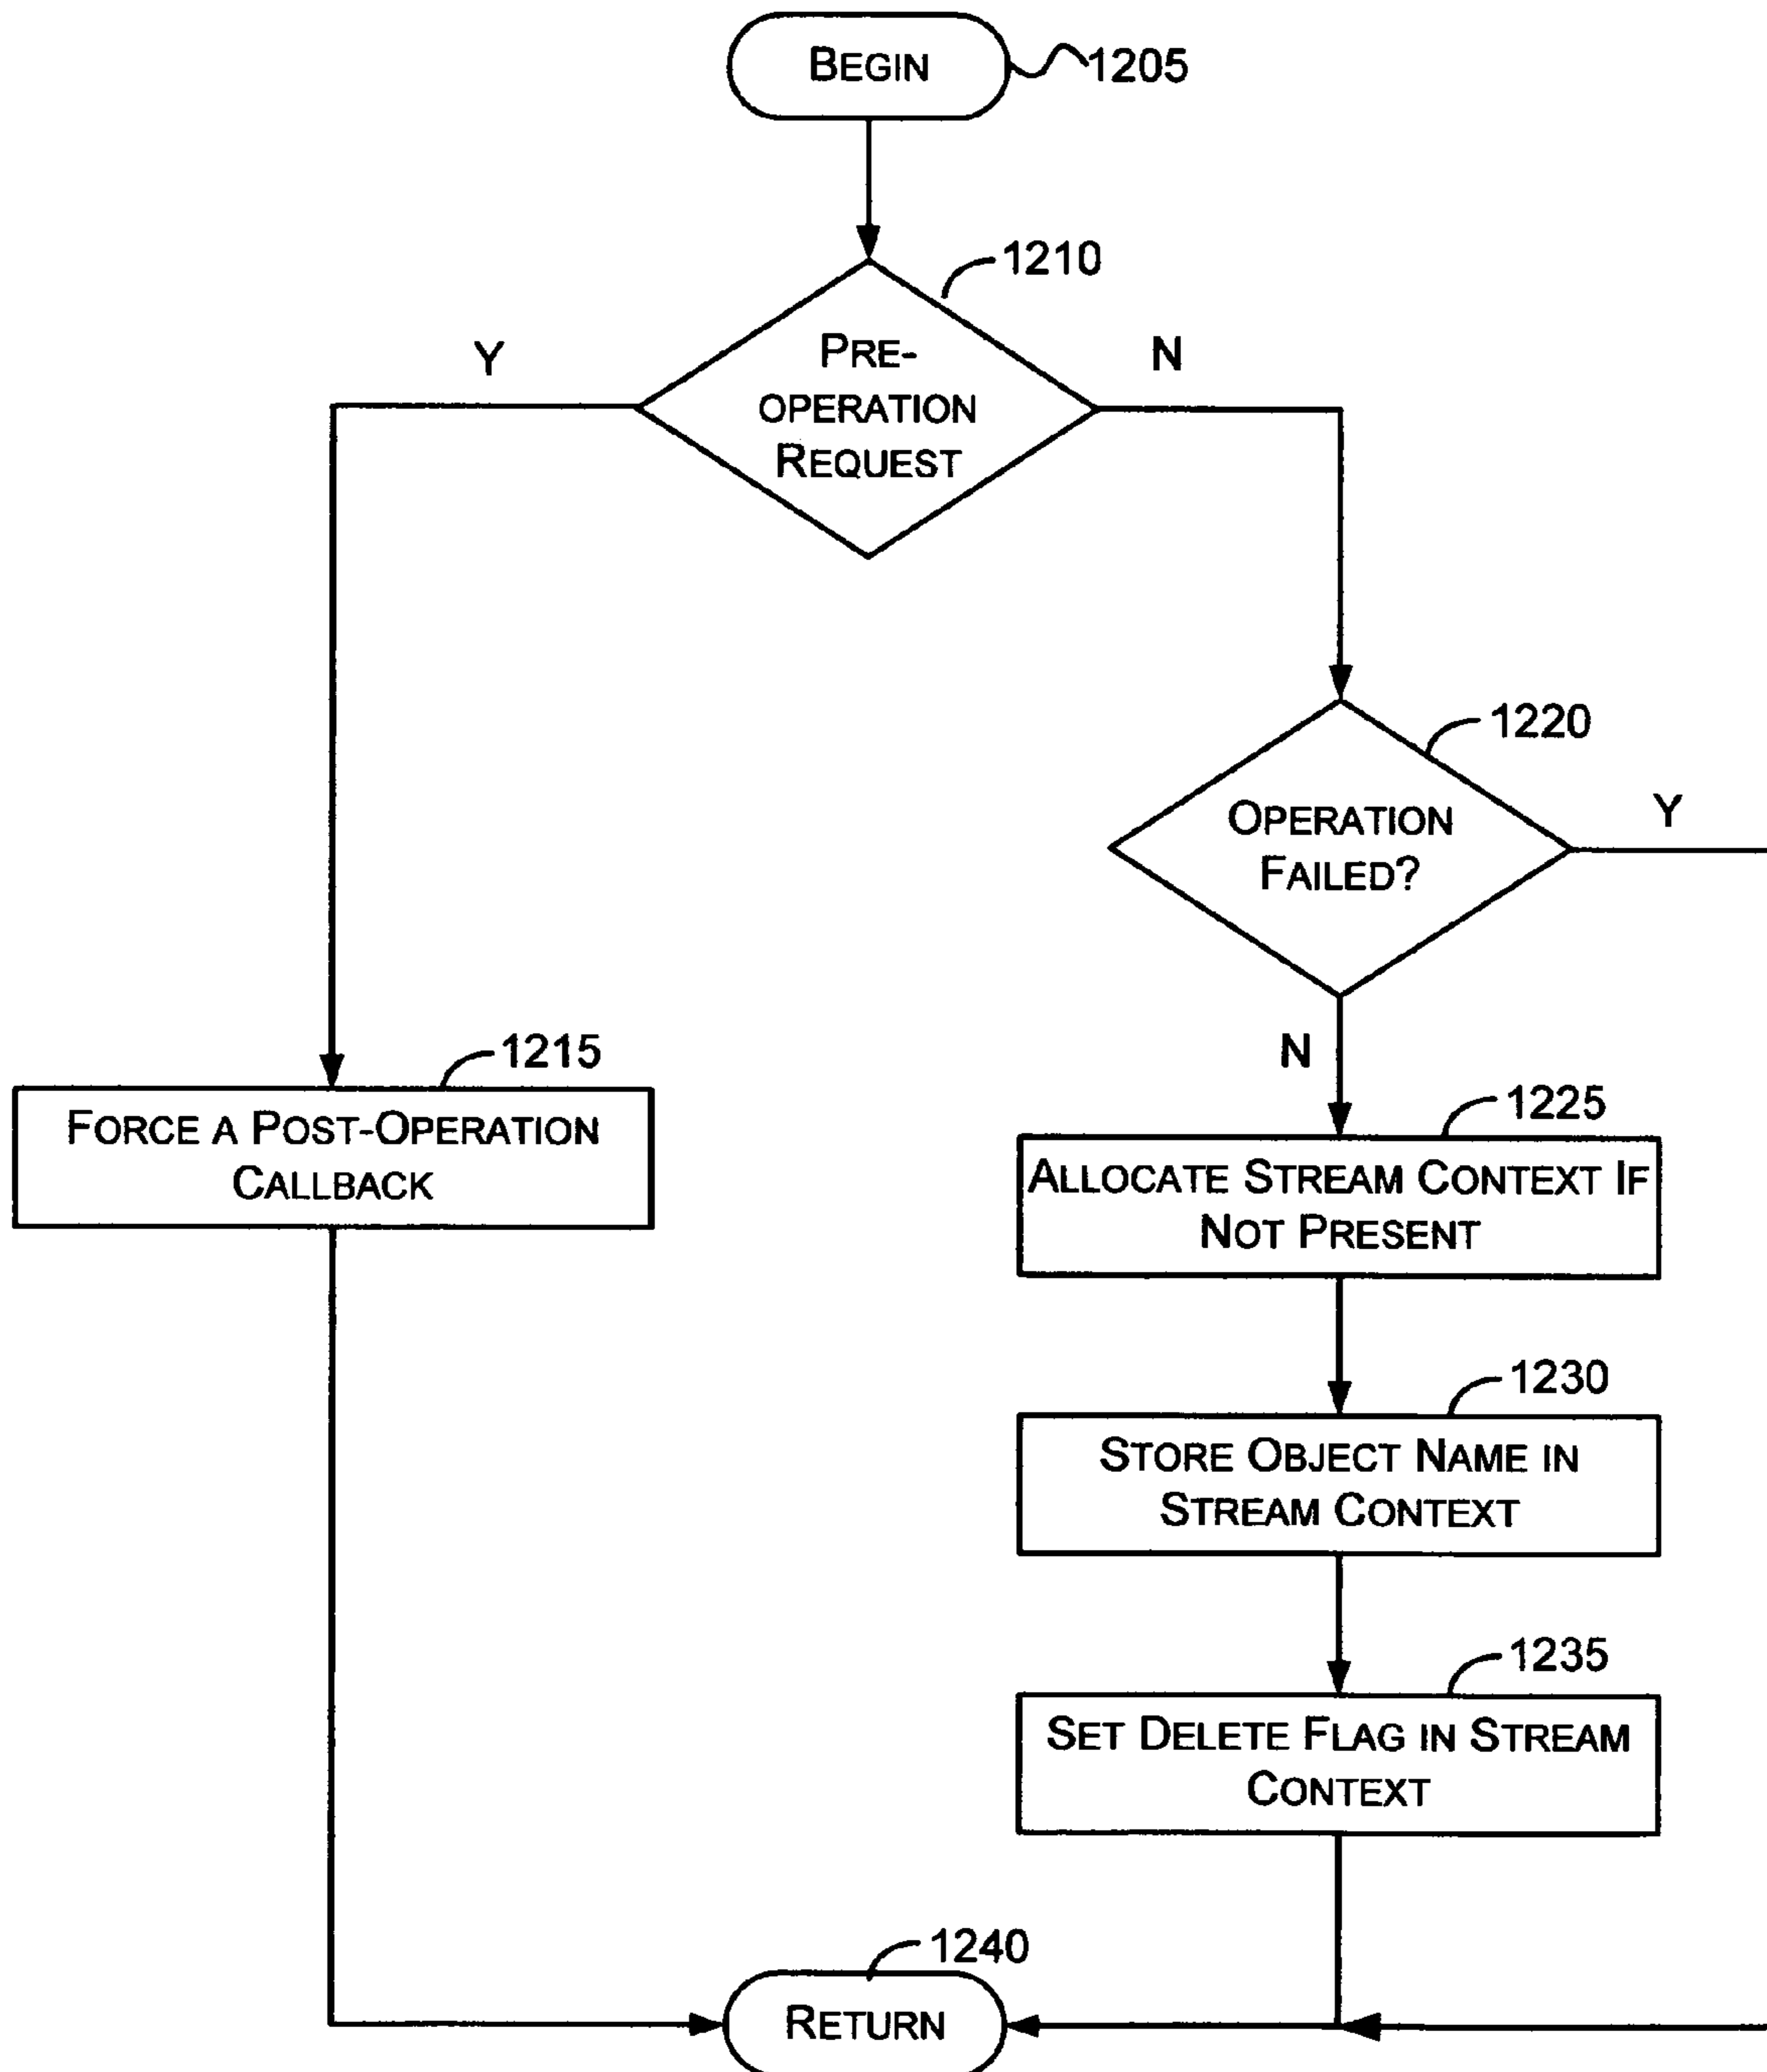 BEGIN
1205
1210
PRE-
OPERATION
REQUEST
Y
N
1220
OPERATION
FAILED?
Y
N
1215
FORCE A POST-OPERATION
CALLBACK
1225
ALLOCATE STREAM CONTEXT IF
NOT PRESENT
1230
STORE OBJECT NAME IN
STREAM CONTEXT
1235
SET DELETE FLAG IN STREAM
CONTEXT
1240
RETURN